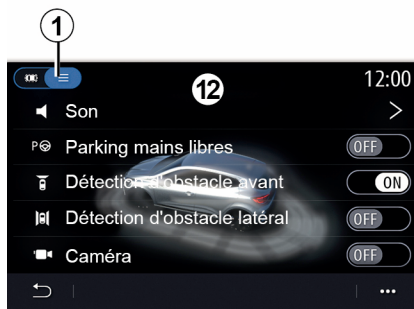 1
12
12:00
Son
P Parking mains libres
OFF
Détection d'obstacle avant
ON
Détection d'obstacle latéral
OFF
Caméra
OFF